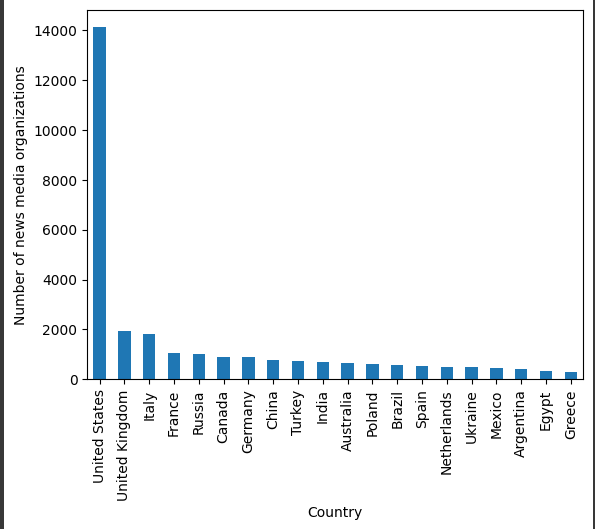 14000
12000
10000
8000
6000
4000
2000
0
Number of news media organizations
United States
United Kingdom
Italy
France
Russia
Canada
Germany
China
Turkey
India
Australia
Poland
Brazil
Spain
Netherlands
Ukraine
Mexico
Argentina
Egypt
Greece
Country